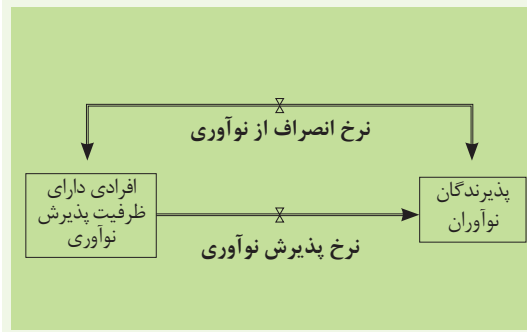 نرخ انصراف از نوآوری
پذیرندگان
نوآوران
افرادی دارای
ظرفیت پذیرش
نوآوری
نرخ پذیرش نوآوری